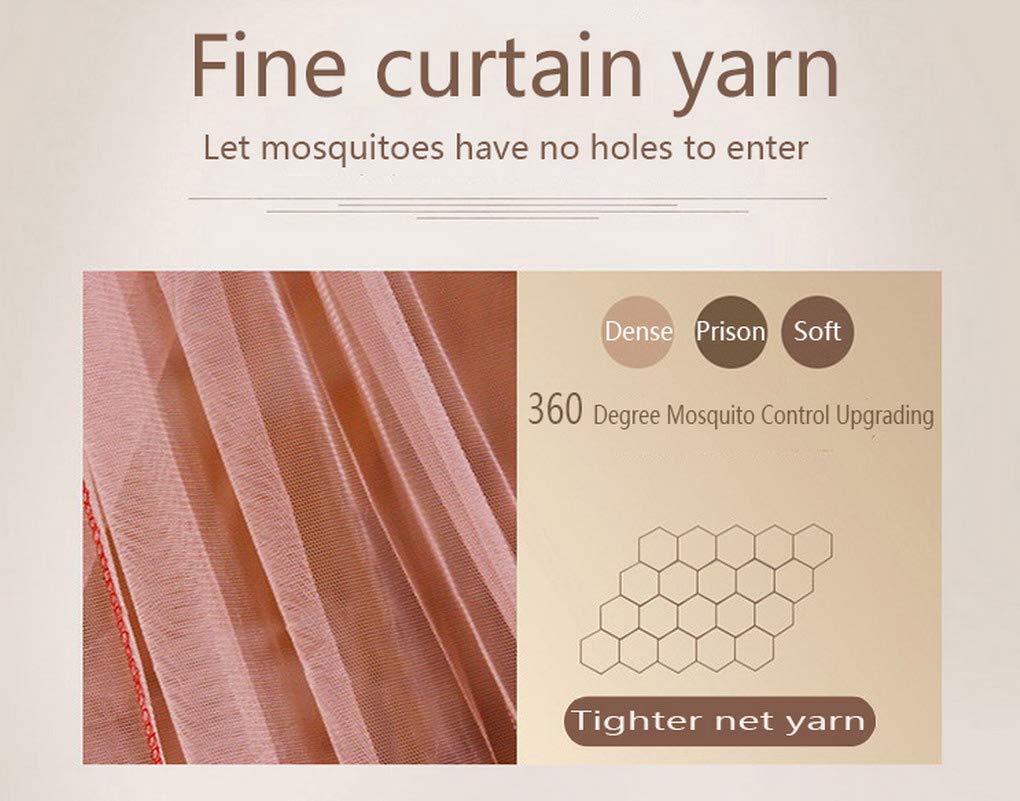 Fine curtain yarn
Let mosquitoes have no holes to enter
Dense Prison Soft
360 Degree Mosquito Control Upgrading
Tighter net yarn